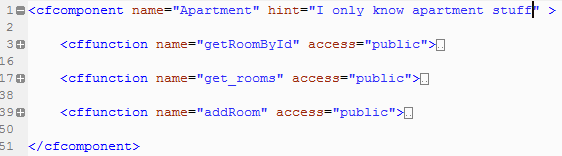 1 <cfcomponent name="Apartment" hint="I only know apartment stuff" >
2
3 <cffunction name="getRoomById" access="public">
16
17 <cffunction name="get_rooms" access="public">
38
39 <cffunction name="addRoom" access="public">
50
51 </cfcomponent>